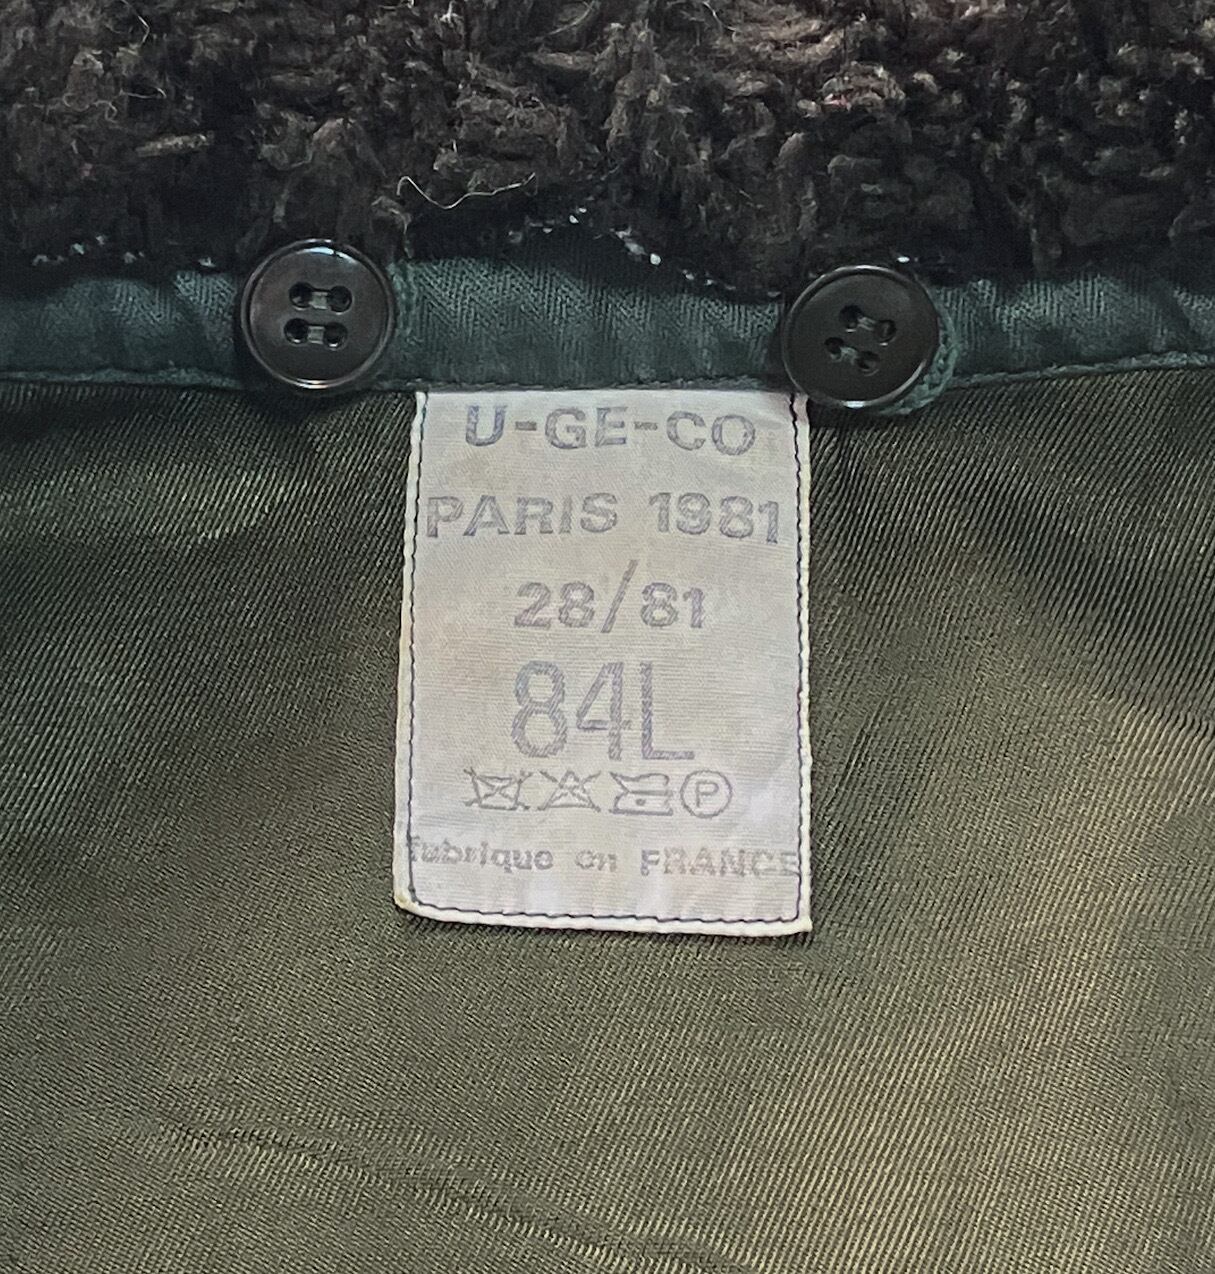 U-GE-CO
PARIS 1981
28/81
84L
P
fabrique en FRANCE